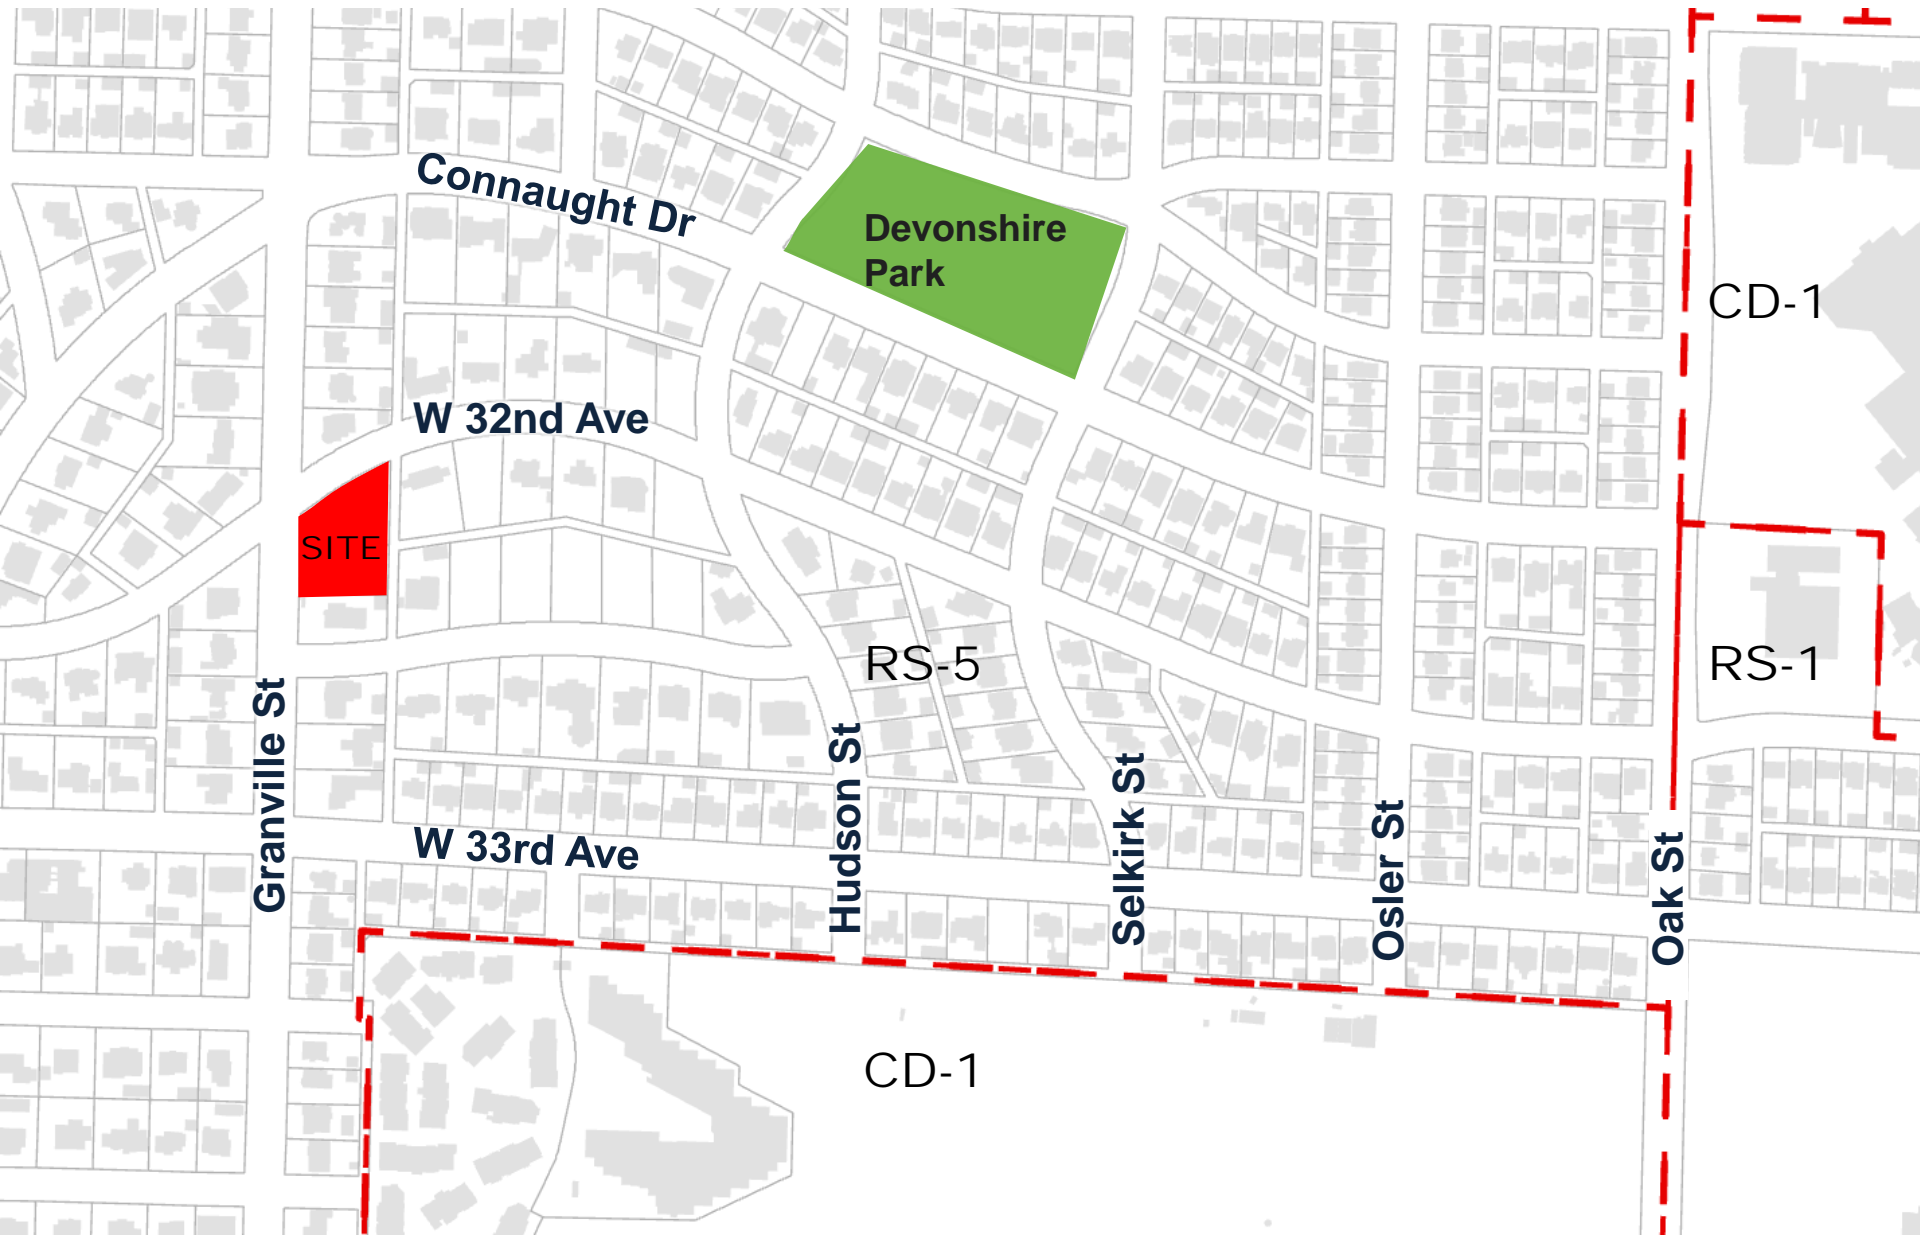 Connaught Dr
Devonshire
Park
CD-1
W 32nd Ave
SITE
RS-5
RS-1
Granville St
Hudson St
Selkirk St
Osler St
Oak St
W 33rd Ave
CD-1